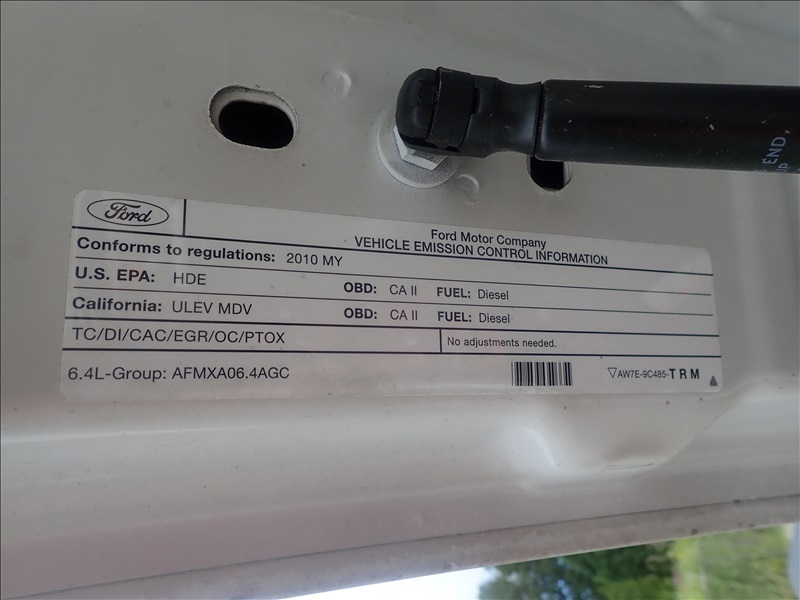 Ford
Ford Motor Company
VEHICLE EMISSION CONTROL INFORMATION
Conforms to regulations: 2010 MY
U.S. EPA: HDE OBD: CA II FUEL: Diesel
California: ULEV MDV OBD: CA II FUEL: Diesel
TC/DI/CAC/EGR/OC/PTOX No adjustments needed.
6.4L-Group: AFMXA06.4AGC AW7E-9C485-TRM
END